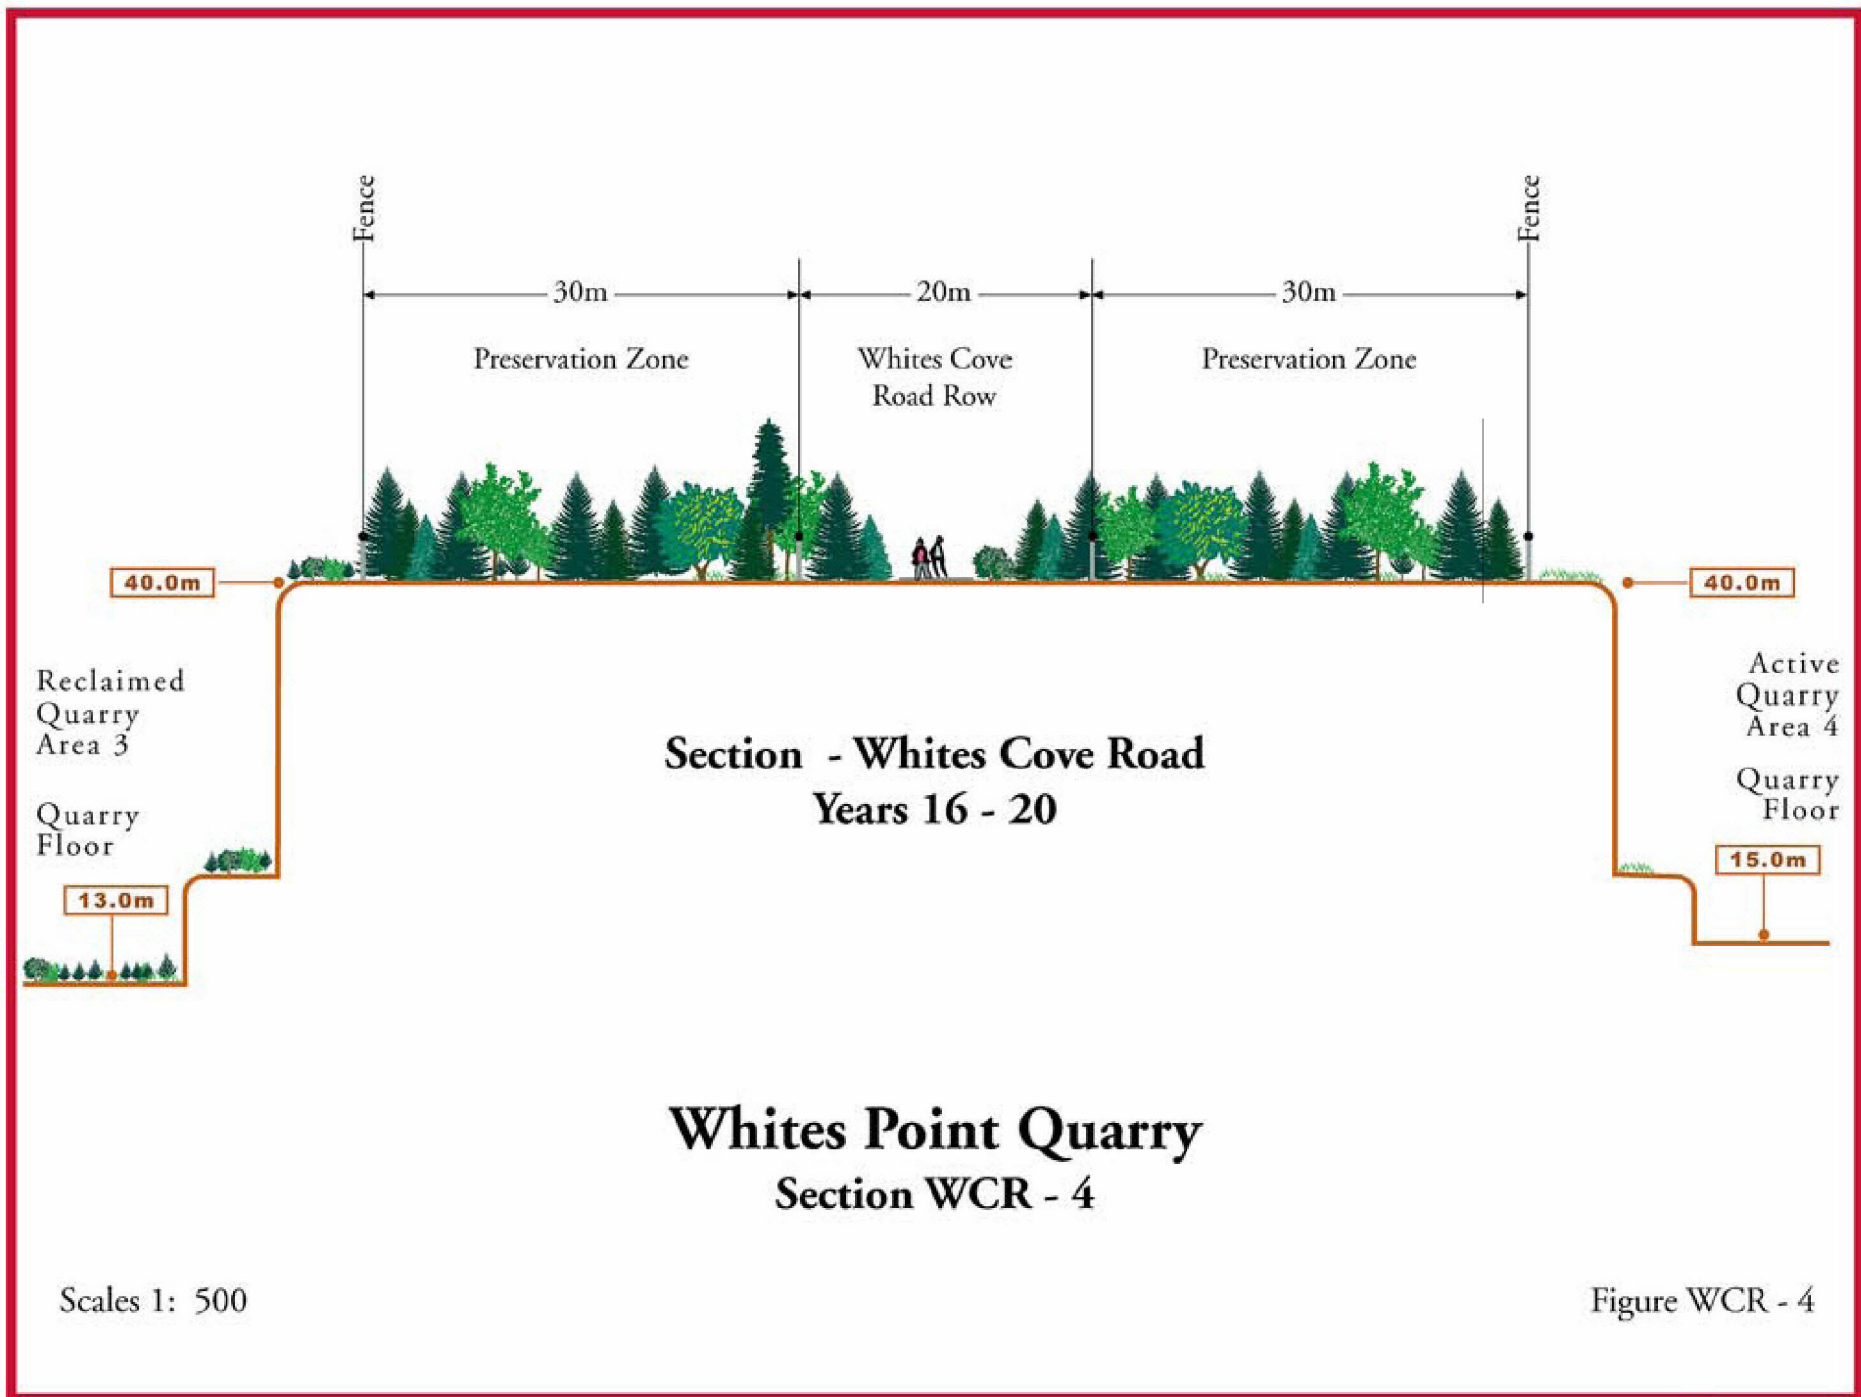 Fence
Fence
30m
20m
30m
Preservation Zone
Whites Cove
Road Row
Preservation Zone
40.0m
40.0m
Reclaimed
Quarry
Area 3
Quarry
Floor
13.0m
Active
Quarry
Area 4
Quarry
Floor
15.0m
Section - Whites Cove Road
Years 16 - 20
Whites Point Quarry
Section WCR - 4
Scales 1: 500
Figure WCR - 4